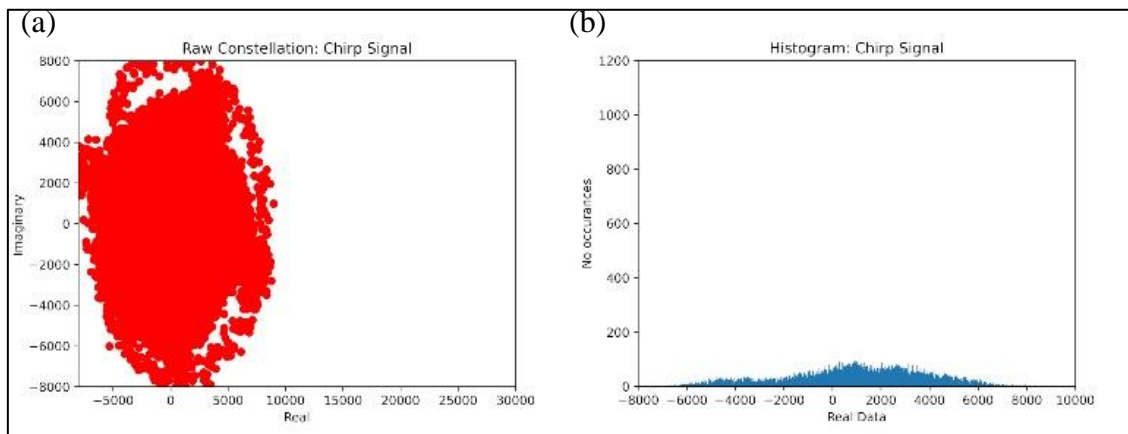 (a)
Raw Constellation: Chirp Signal
8000
6000
4000
2000
0
−2000
−4000
−6000
−8000
Imaginary
−5000 0 5000 10000 15000 20000 25000 30000
Real
(b)
Histogram: Chirp Signal
1200
1000
800
600
400
200
0
No occurances
−8000 −6000 −4000 −2000 0 2000 4000 6000 8000 10000
Real Data